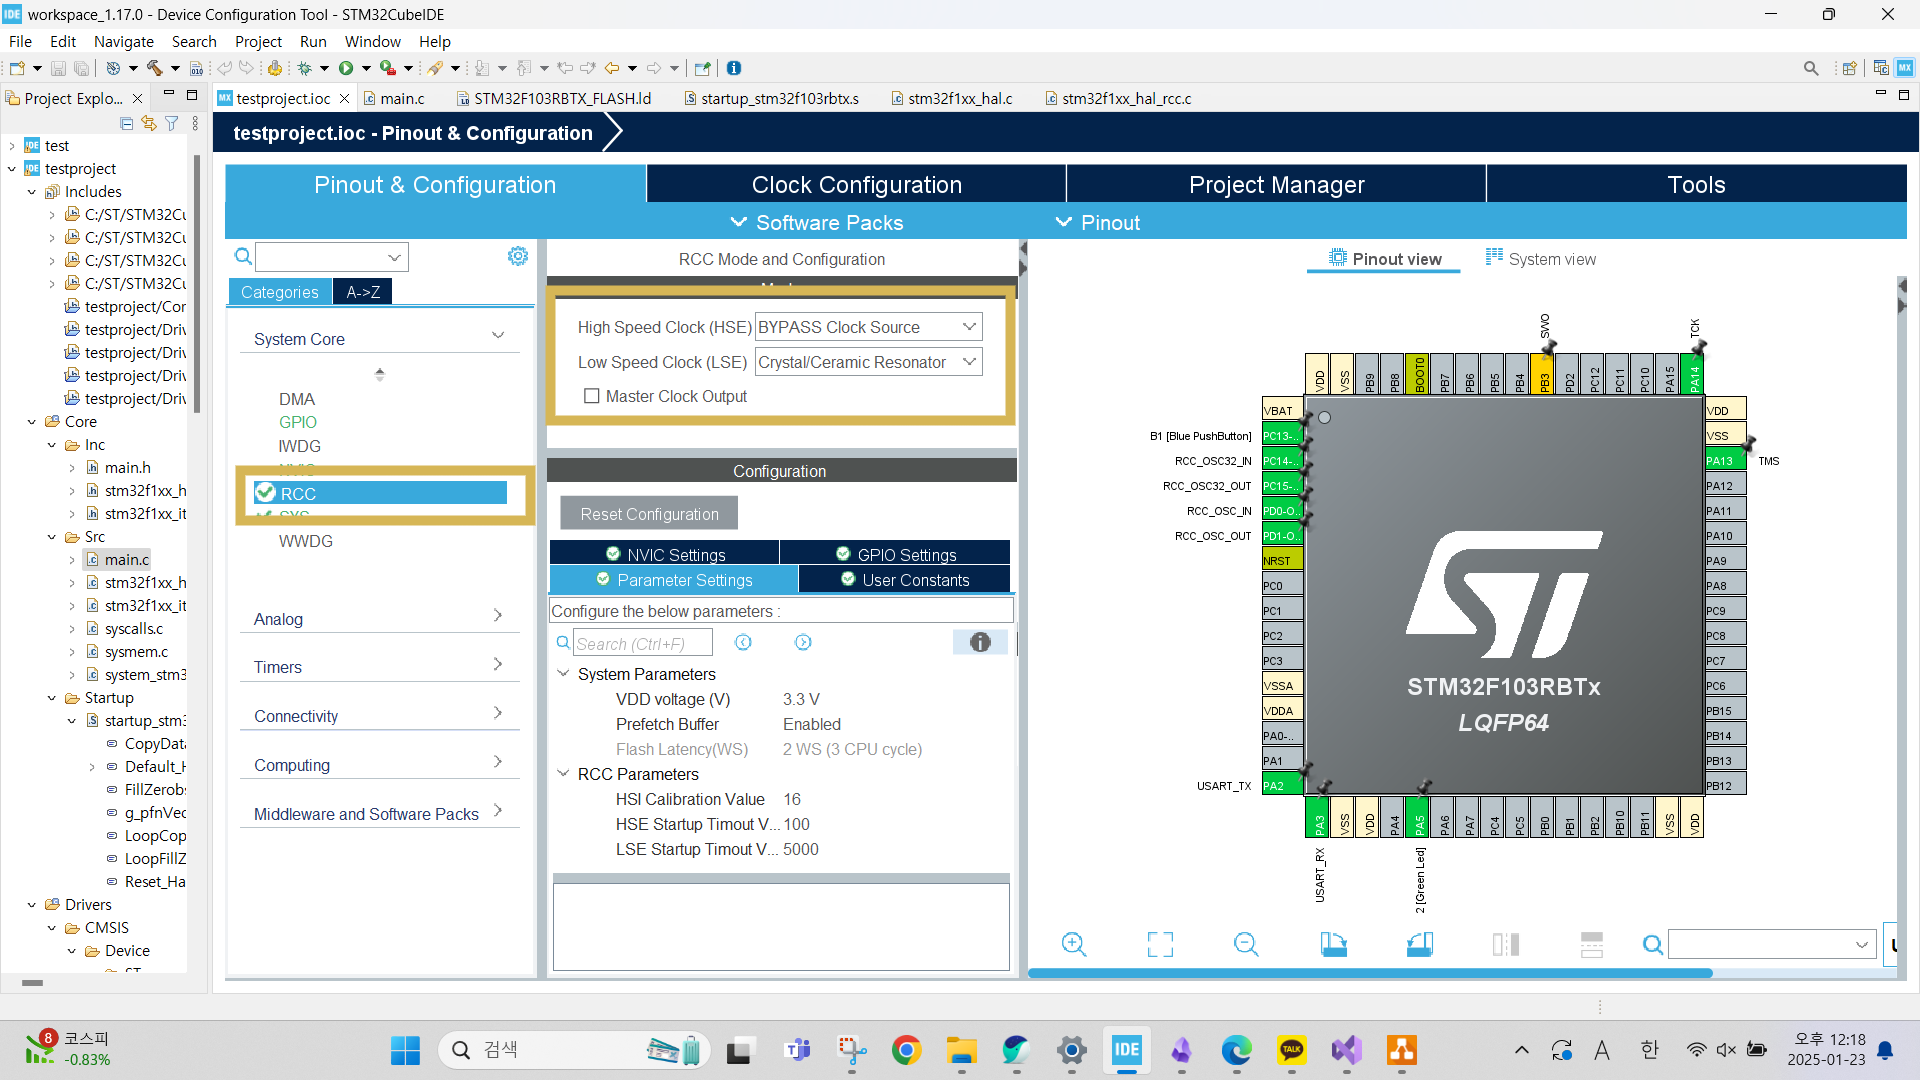 workspace_1.17.0 - Device Configuration Tool - STM32CubeIDE
File Edit Navigate Search Project Run Window Help
Project Explo...
testproject.ioc
main.c
STM32F103RBTX_FLASH.ld
startup_stm32f103rbtx.s
stm32f1xx_hal.c
stm32f1xx_hal_rcc.c
test
testproject
Includes
C:/ST/STM32Cu
C:/ST/STM32Cu
C:/ST/STM32Cu
C:/ST/STM32Cu
testproject/Cor
testproject/Driv
testproject/Driv
testproject/Driv
testproject/Driv
Core
Inc
main.h
stm32f1xx_h
stm32f1xx_it
Src
main.c
stm32f1xx_h
stm32f1xx_it
syscalls.c
sysmem.c
system_stm3
Startup
startup_stm3
CopyData
Default_H
FillZerobs
g_pfnVec
LoopCop
LoopFillZ
Reset_Ha
Drivers
CMSIS
Device
testproject.ioc - Pinout & Configuration
Pinout & Configuration
Clock Configuration
Project Manager
Tools
Software Packs
Pinout
Categories
A->Z
System Core
DMA
GPIO
IWDG
NVIC
RCC
SYS
WWDG
Analog
Timers
Connectivity
Computing
Middleware and Software Packs
RCC Mode and Configuration
High Speed Clock (HSE) BYPASS Clock Source
Low Speed Clock (LSE) Crystal/Ceramic Resonator
Master Clock Output
Configuration
Reset Configuration
NVIC Settings
GPIO Settings
Parameter Settings
User Constants
Configure the below parameters :
Search (Ctrl+F)
System Parameters
VDD voltage (V) 3.3 V
Prefetch Buffer Enabled
Flash Latency(WS) 2 WS (3 CPU cycle)
RCC Parameters
HSI Calibration Value 16
HSE Startup Timout V... 100
LSE Startup Timout V... 5000
Pinout view
System view
SWO
TCK
VDD
VSS
PB9
PB8
BOOT0
PB7
PB6
PB5
PB4
PB3
PD2
PC12
PC11
PC10
PA15
PA14
VBAT
B1 [Blue PushButton] PC13-..
RCC_OSC32_IN PC14-..
RCC_OSC32_OUT PC15-..
RCC_OSC_IN PD0-O..
RCC_OSC_OUT PD1-O..
NRST
PC0
PC1
PC2
PC3
VSSA
VDDA
PA0-..
PA1
USART_TX PA2
STM32F103RBTx
LQFP64
VDD
VSS
PA13 TMS
PA12
PA11
PA10
PA9
PA8
PC9
PC8
PC7
PC6
PB15
PB14
PB13
PB12
PA3
VSS
VDD
PA4
PA5
PA6
PA7
PC4
PC5
PB0
PB1
PB2
PB10
PB11
VSS
VDD
USART_RX
2 [Green Led]
8
코스피
-0.83%
검색
IDE
TALK
A
한
오후 12:18
2025-01-23